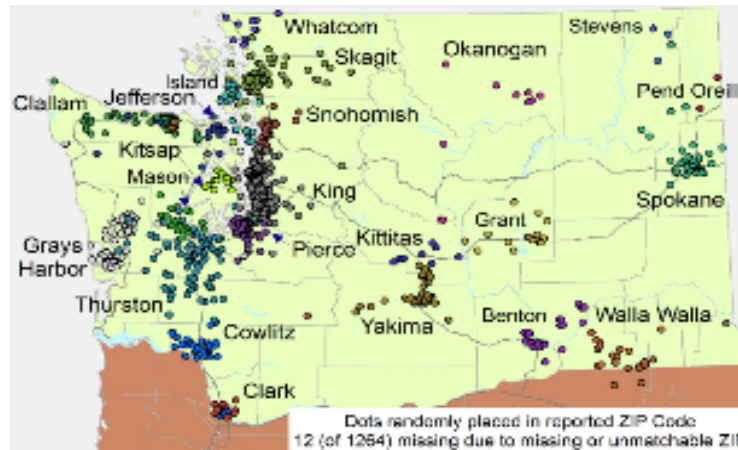 Whatcom
Stevens
Skagit
Okanogan
Island
Pend Oreill
Jefferson
Clallam
Snohomish
Kitsap
Mason
King
Spokane
Grant
Kittitas
Grays
Harbor
Pierce
Thurston
Yakima
Benton
Walla Walla
Cowlitz
Clark
Dots randomly placed in reported ZIP Code
12 (of 1264) missing due to missing or unmatchable ZIP